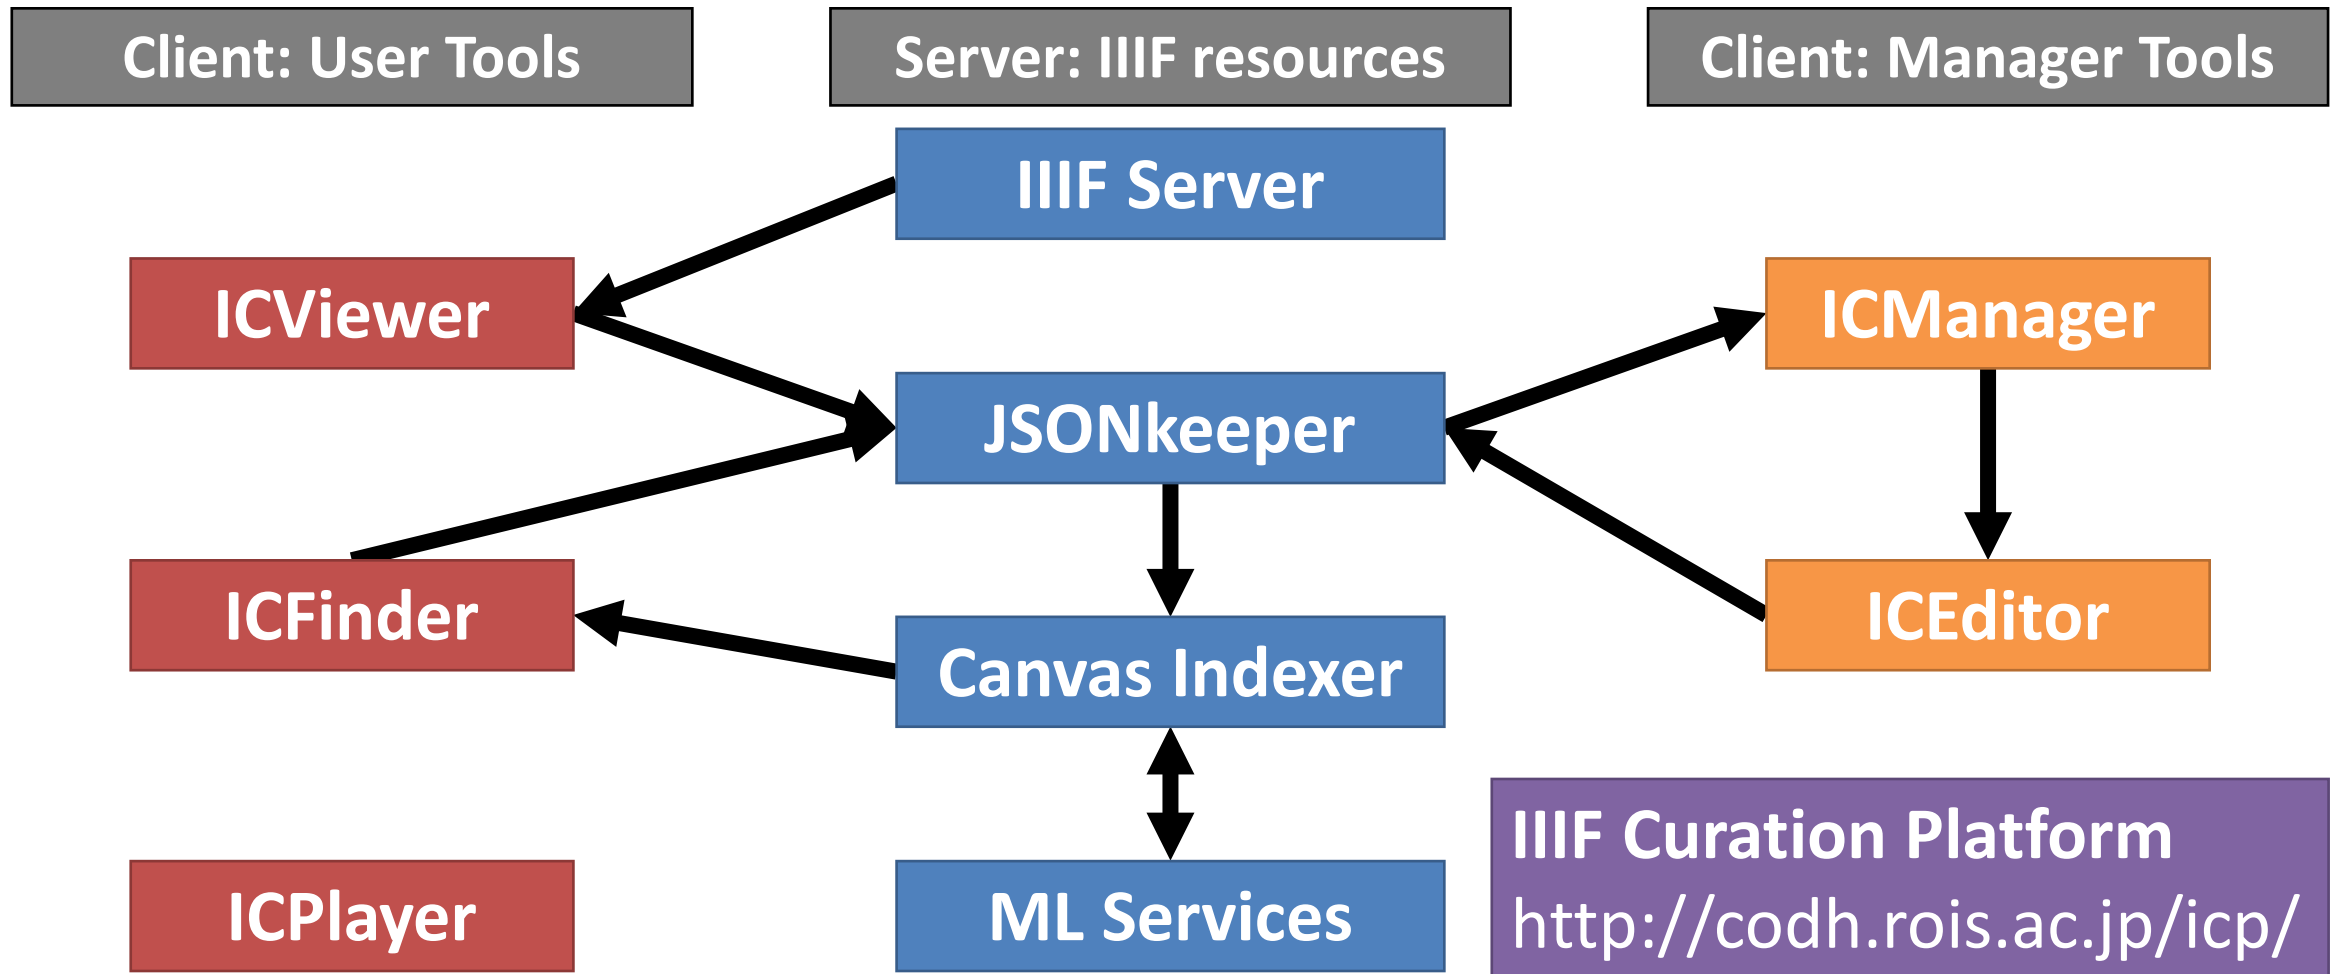 Client: User Tools
Server: IIIF resources
Client: Manager Tools
IIIF Server
ICViewer
ICManager
JSONkeeper
ICFinder
ICEditor
Canvas Indexer
ICPlayer
ML Services
IIIF Curation Platform
http://codh.rois.ac.jp/icp/